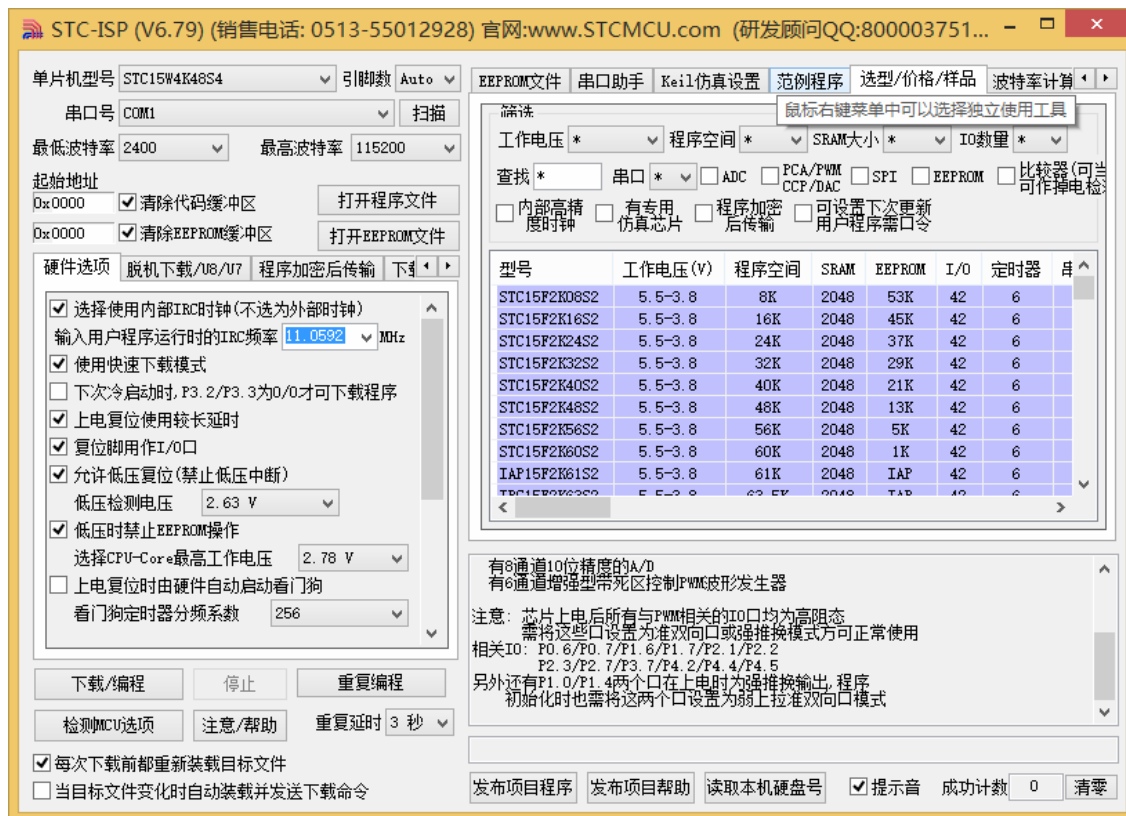 STC-ISP (V6.79) (销售电话: 0513-55012928) 官网:www.STCMCU.com (研发顾问QQ:800003751...
单片机型号 STC15W4K48S4 引脚数 Auto
串口号 COM1 扫描
最低波特率 2400 最高波特率 115200
起始地址
0x0000 清除代码缓冲区 打开程序文件
0x0000 清除EEPROM缓冲区 打开EEPROM文件
硬件选项 脱机下载/U8/U7 程序加密后传输
选择使用内部IRC时钟(不选为外部时钟)
输入用户程序运行时的IRC频率 11.0592 MHz
使用快速下载模式
下次冷启动时,P3.2/P3.3为0/0才可下载程序
上电复位使用较长延时
复位脚用作I/O口
允许低压复位(禁止低压中断)
低压检测电压 2.63 V
低压时禁止EEPROM操作
选择CPU-Core最高工作电压 2.78 V
上电复位时由硬件自动启动看门狗
看门狗定时器分频系数 256
下载/编程 停止 重复编程
检测MCU选项 注意/帮助 重复延时 3 秒
每次下载前都重新装载目标文件
当目标文件变化时自动装载并发送下载命令
EEPROM文件 串口助手 Keil仿真设置 范例程序 选型/价格/样品 波特率计算
鼠标右键菜单中可以选择独立使用工具
筛选
工作电压 * 程序空间 * SRAM大小 * IO数量 *
查找 * 串口 * ADC PCA/PWM CCP/DAC SPI EEPROM 比较器(可当
可作掉电检
内部高精度时钟 有专用仿真芯片 程序加密后传输 可设置下次更新用户程序需口令
型号 工作电压(V) 程序空间 SRAM EEPROM I/O 定时器 串
STC15F2K08S2 5.5-3.8 8K 2048 53K 42 6
STC15F2K16S2 5.5-3.8 16K 2048 45K 42 6
STC15F2K24S2 5.5-3.8 24K 2048 37K 42 6
STC15F2K32S2 5.5-3.8 32K 2048 29K 42 6
STC15F2K40S2 5.5-3.8 40K 2048 21K 42 6
STC15F2K48S2 5.5-3.8 48K 2048 13K 42 6
STC15F2K56S2 5.5-3.8 56K 2048 5K 42 6
STC15F2K60S2 5.5-3.8 60K 2048 1K 42 6
IAP15F2K61S2 5.5-3.8 61K 2048 IAP 42 6
有8通道10位精度的A/D
有6通道增强型带死区控制PWM波形发生器
注意: 芯片上电后所有与PWM相关的IO口均为高阻态
需将这些口设置为准双向口或强推换模式方可正常使用
相关IO: P0.6/P0.7/P1.6/P1.7/P2.1/P2.2
P2.3/P2.7/P3.7/P4.2/P4.4/P4.5
另外还有P1.0/P1.4两个口在上电时为强推换输出,程序
初始化时也需将这两个口设置为弱上拉准双向口模式
发布项目程序 发布项目帮助 读取本机硬盘号 提示音 成功计数 0 清零